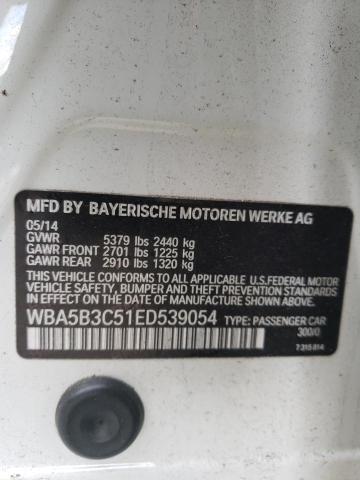 MFD BY BAYERISCHE MOTOREN WERKE AG
05/14
GVWR 5379 lbs 2440 kg
GAWR FRONT 2701 lbs 1225 kg
GAWR REAR 2910 lbs 1320 kg
THIS VEHICLE CONFORMS TO ALL APPLICABLE U.S.FEDERAL MOTOR
VEHICLE SAFETY, BUMPER, AND THEFT PREVENTION STANDARDS
IN EFFECT ON THE DATE OF MANUFACTURE SHOWN ABOVE.
WBA5B3C51ED539054 TYPE: PASSENGER CAR
300/0
7 315 814